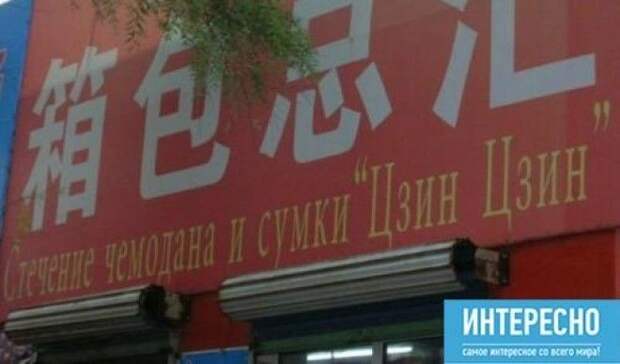 箱包总汇
Стечение чемодана и сумки "Цзин Цзин"
ИНТЕРЕСНО
самое интересное со всего мира!